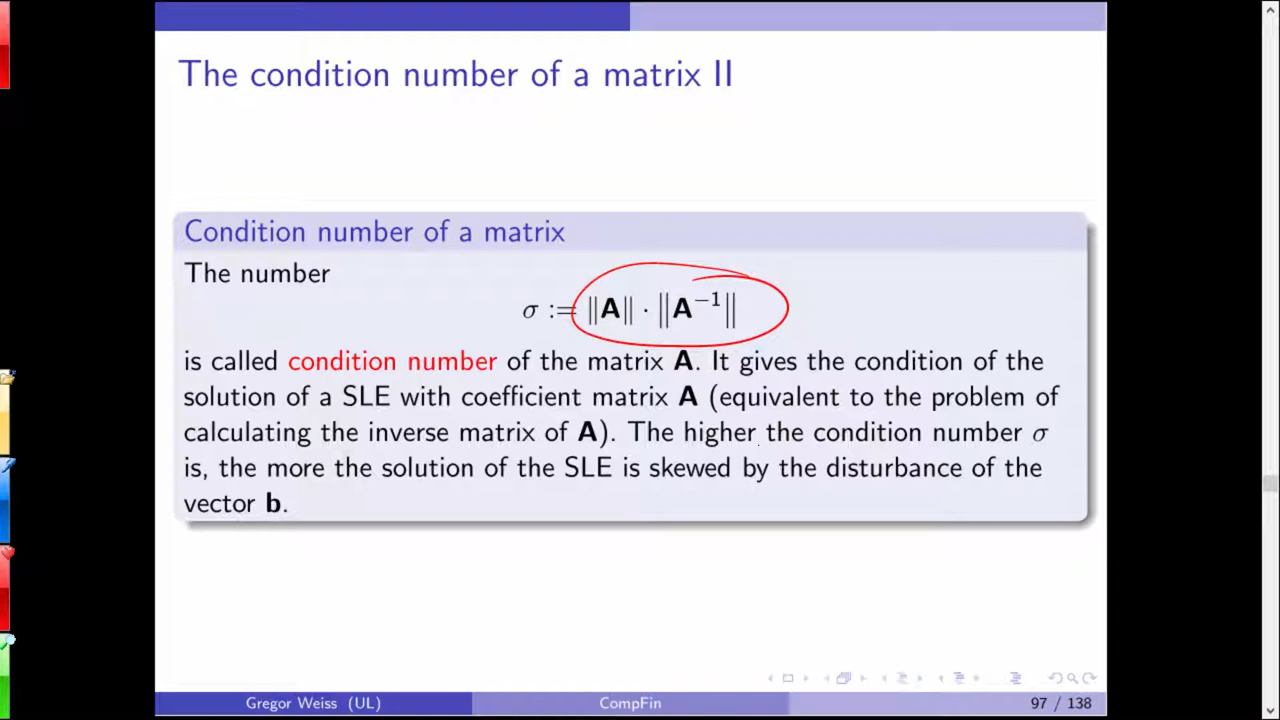 The condition number of a matrix II
Condition number of a matrix
The number
σ := ‖A‖ · ‖A⁻¹‖
is called condition number of the matrix A. It gives the condition of the
solution of a SLE with coefficient matrix A (equivalent to the problem of
calculating the inverse matrix of A). The higher the condition number σ
is, the more the solution of the SLE is skewed by the disturbance of the
vector b.
Gregor Weiss (UL) CompFin 97 / 138